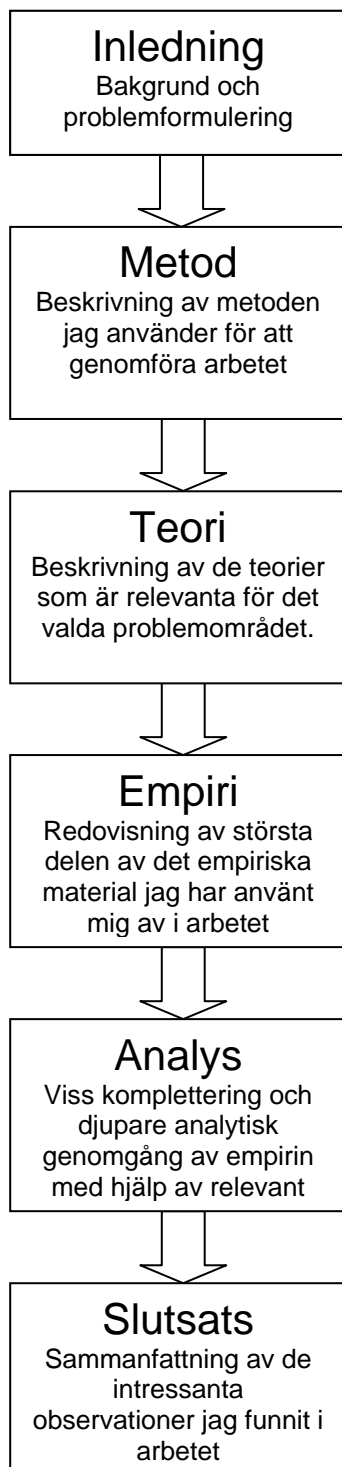 Inledning
Bakgrund och
problemformulering
Metod
Beskrivning av metoden
jag använder för att
genomföra arbetet
Teori
Beskrivning av de teorier
som är relevanta för det
valda problemområdet.
Empiri
Redovisning av största
delen av det empiriska
material jag har använt
mig av i arbetet
Analys
Viss komplettering och
djupare analytisk
genomgång av empirin
med hjälp av relevant
Slutsats
Sammanfattning av de
intressanta
observationer jag funnit i
arbetet